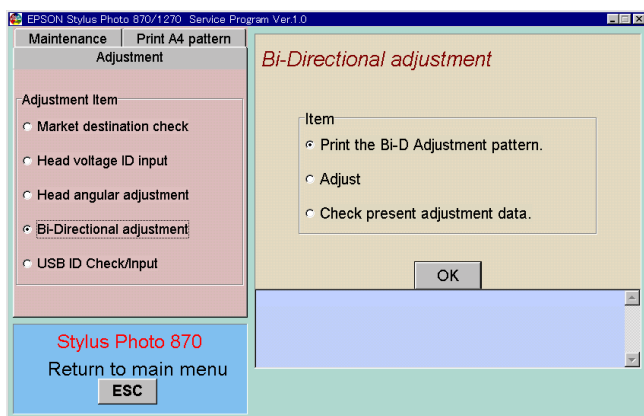 EPSON Stylus Photo 870/1270 Service Program Ver.1.0
Maintenance
Print A4 pattern
Adjustment
Adjustment Item
Market destination check
Head voltage ID input
Head angular adjustment
Bi-Directional adjustment
USB ID Check/Input
Stylus Photo 870
Return to main menu
ESC
Bi-Directional adjustment
Item
Print the Bi-D Adjustment pattern.
Adjust
Check present adjustment data.
OK